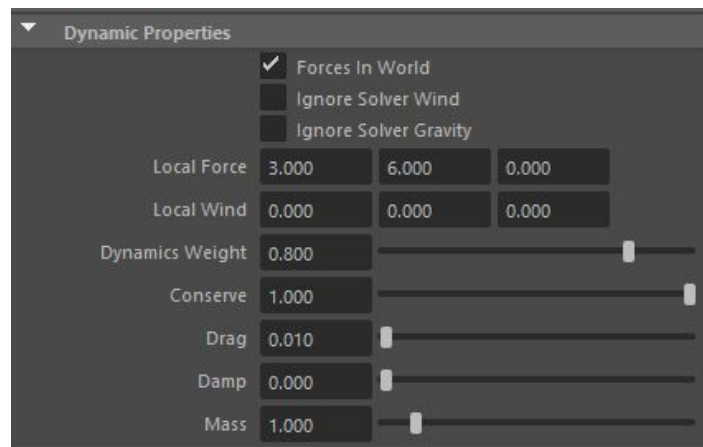 Dynamic Properties
Forces In World
Ignore Solver Wind
Ignore Solver Gravity
Local Force 3.000 6.000 0.000
Local Wind 0.000 0.000 0.000
Dynamics Weight 0.800
Conserve 1.000
Drag 0.010
Damp 0.000
Mass 1.000